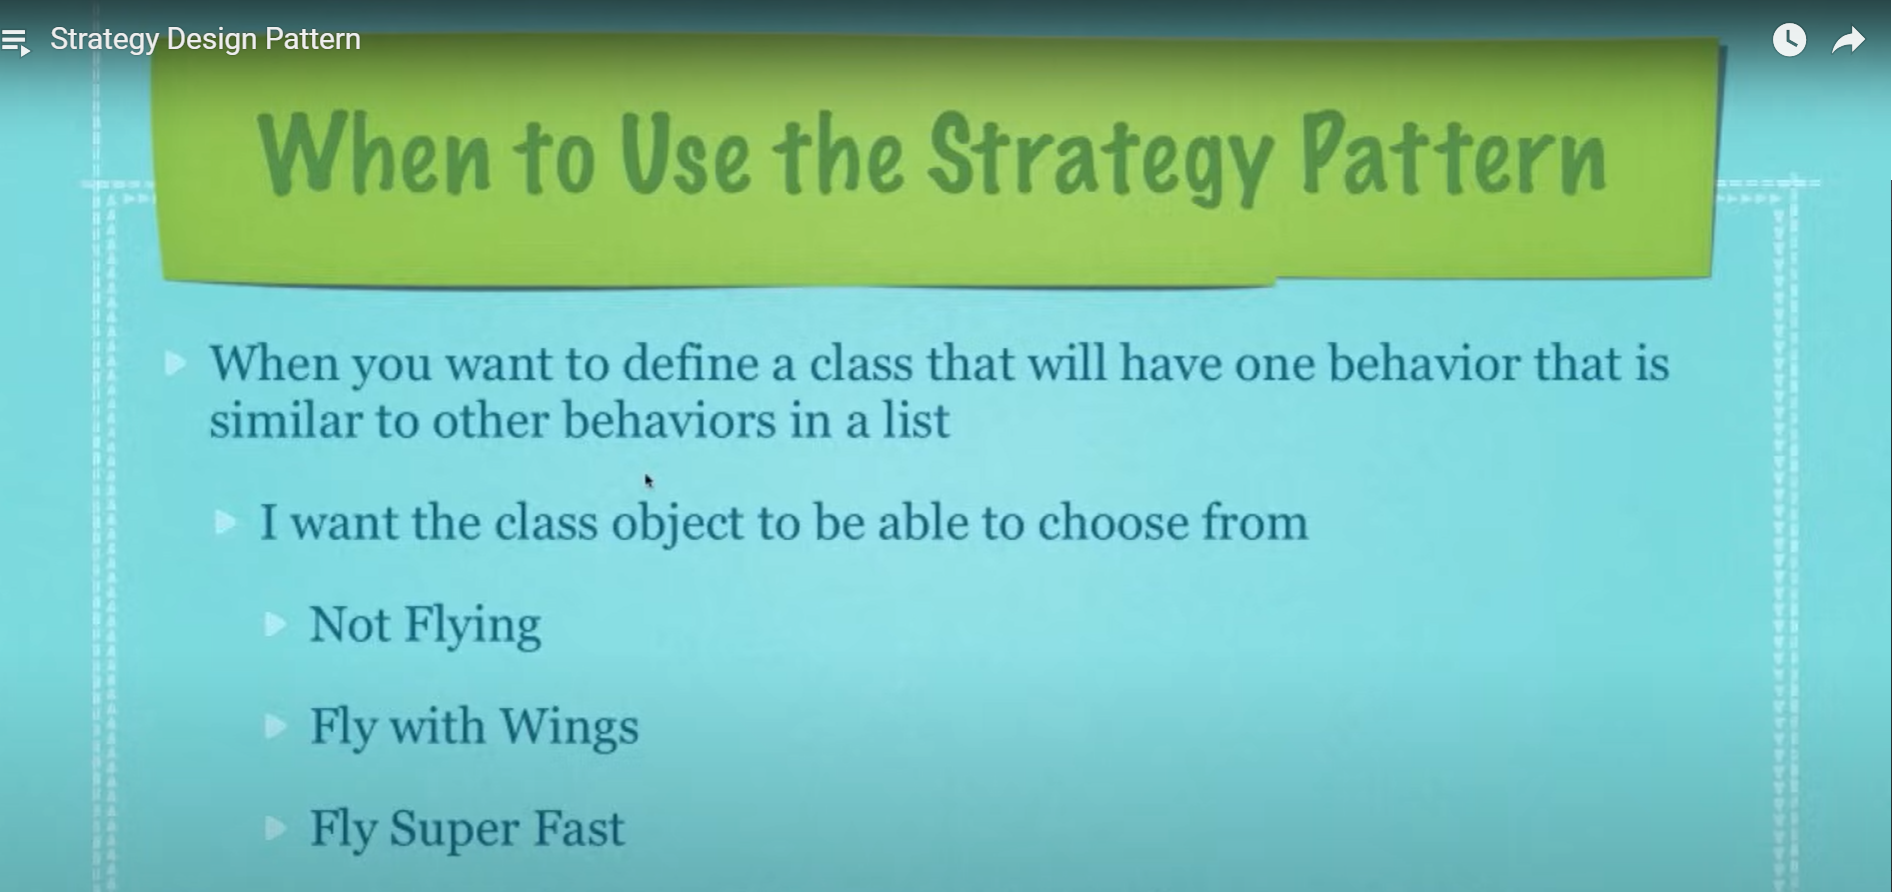 Strategy Design Pattern
When to Use the Strategy Pattern
When you want to define a class that will have one behavior that is
similar to other behaviors in a list
I want the class object to be able to choose from
Not Flying
Fly with Wings
Fly Super Fast